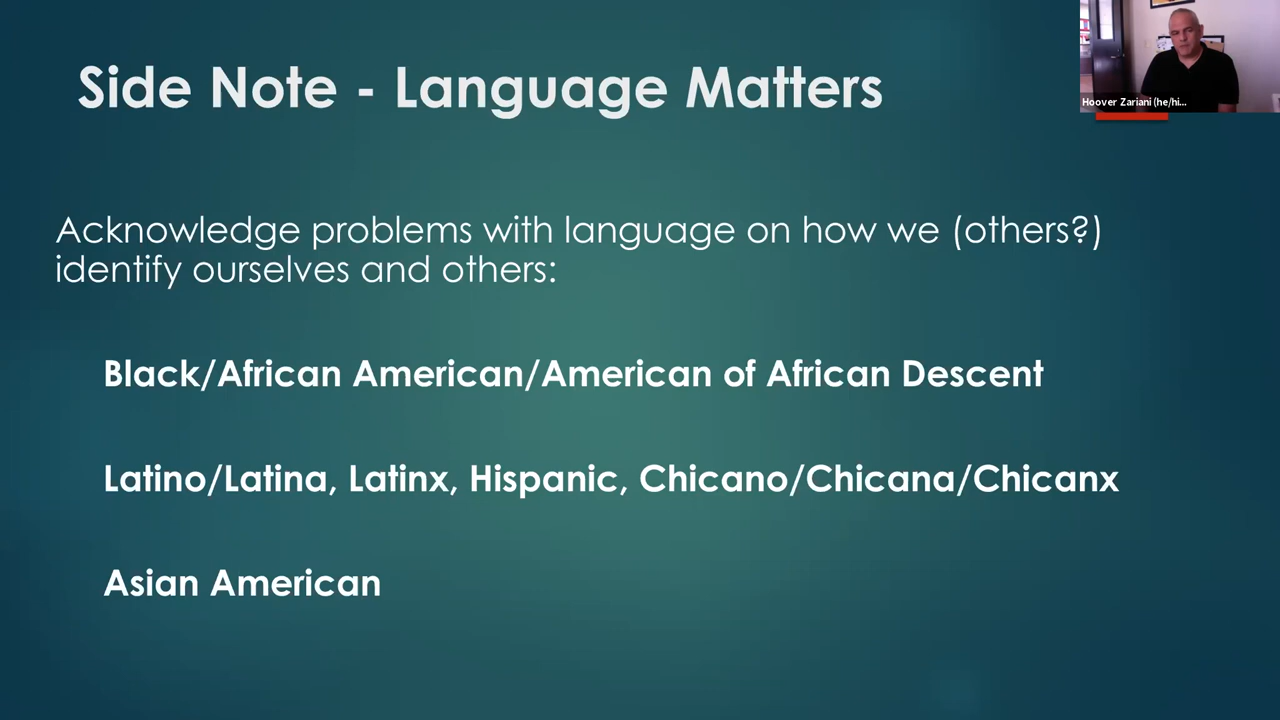 Side Note - Language Matters
Hoover Zariani (he/hi...
Acknowledge problems with language on how we (others?)
identify ourselves and others:
Black/African American/American of African Descent
Latino/Latina, Latinx, Hispanic, Chicano/Chicana/Chicanx
Asian American